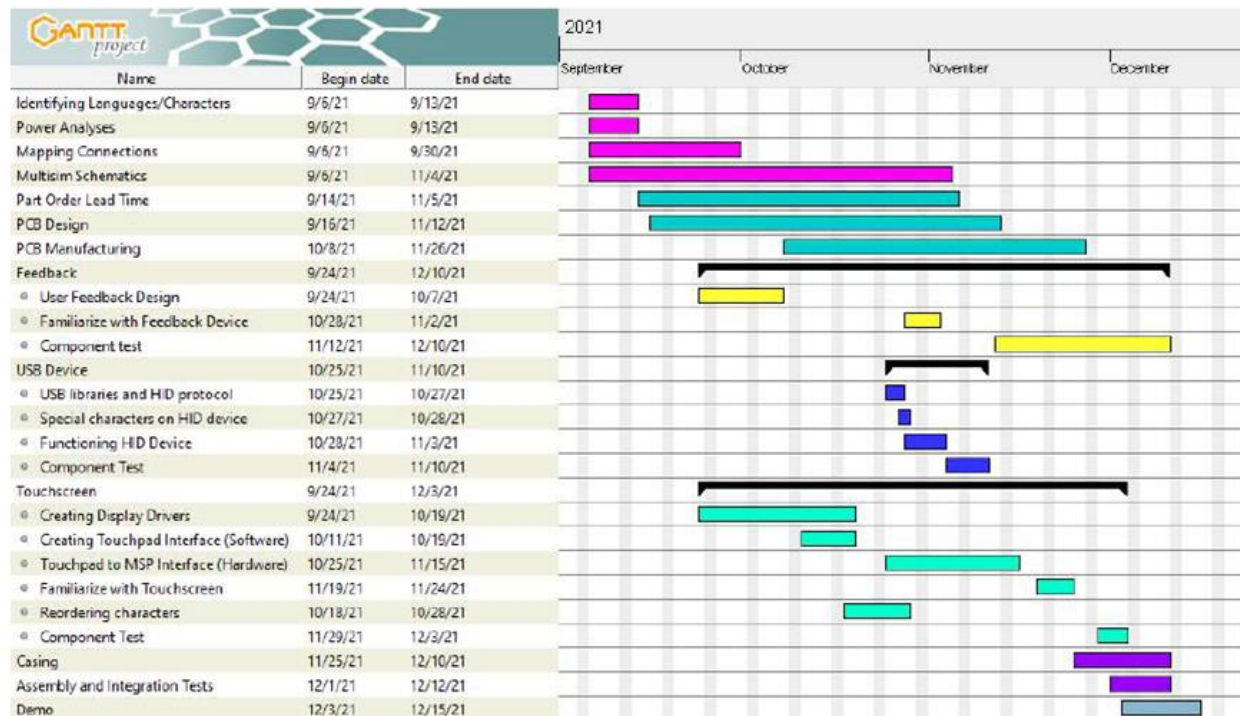 GANTT
project
2021
Name Begin date End date September October November December
Identifying Languages/Characters 9/6/21 9/13/21
Power Analyses 9/6/21 9/13/21
Mapping Connections 9/6/21 9/30/21
Multisim Schematics 9/6/21 11/4/21
Part Order Lead Time 9/14/21 11/5/21
PCB Design 9/16/21 11/12/21
PCB Manufacturing 10/8/21 11/26/21
Feedback 9/24/21 12/10/21
User Feedback Design 9/24/21 10/7/21
Familiarize with Feedback Device 10/28/21 11/2/21
Component test 11/12/21 12/10/21
USB Device 10/25/21 11/10/21
USB libraries and HID protocol 10/25/21 10/27/21
Special characters on HID device 10/27/21 10/28/21
Functioning HID Device 10/28/21 11/3/21
Component Test 11/4/21 11/10/21
Touchscreen 9/24/21 12/3/21
Creating Display Drivers 9/24/21 10/19/21
Creating Touchpad Interface (Software) 10/11/21 10/19/21
Touchpad to MSP Interface (Hardware) 10/25/21 11/15/21
Familiarize with Touchscreen 11/19/21 11/24/21
Reordering characters 10/18/21 10/28/21
Component Test 11/29/21 12/3/21
Casing 11/25/21 12/10/21
Assembly and Integration Tests 12/1/21 12/12/21
Demo 12/3/21 12/15/21